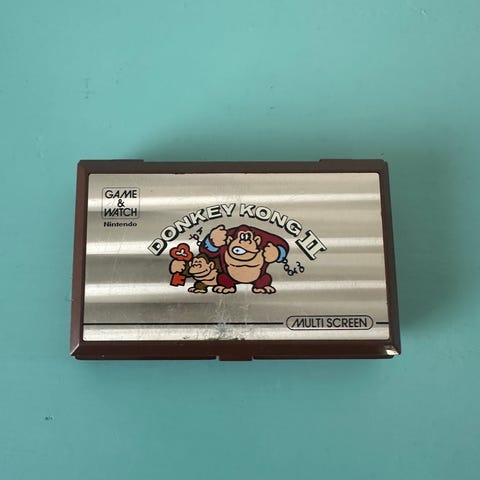 GAME
&
WATCH
Nintendo
DONKEY KONG II
MULTI SCREEN